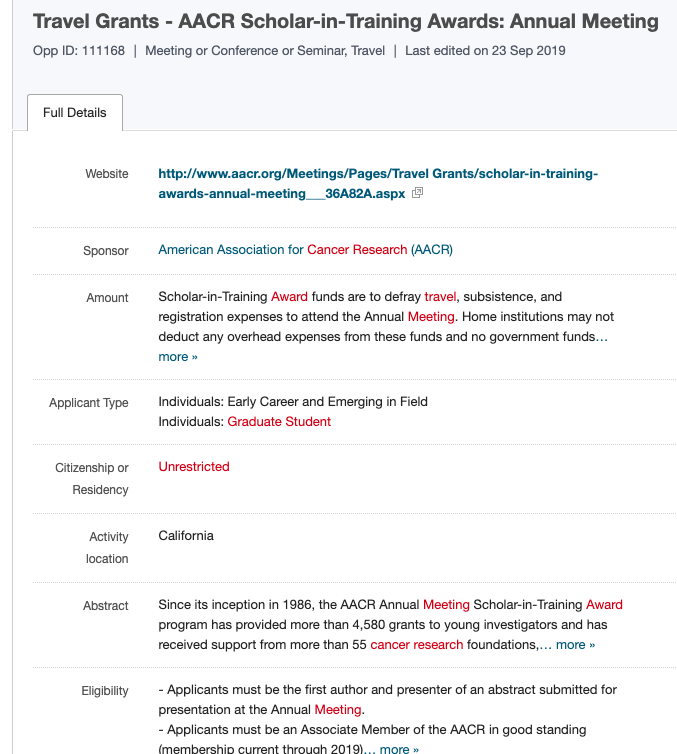 Travel Grants - AACR Scholar-in-Training Awards: Annual Meeting
Opp ID: 111168 | Meeting or Conference or Seminar, Travel | Last edited on 23 Sep 2019
Full Details
Website
http://www.aacr.org/Meetings/Pages/Travel Grants/scholar-in-training-
awards-annual-meeting___36A82A.aspx
Sponsor
American Association for Cancer Research (AACR)
Amount
Scholar-in-Training Award funds are to defray travel, subsistence, and
registration expenses to attend the Annual Meeting. Home institutions may not
deduct any overhead expenses from these funds and no government funds…
more »
Applicant Type
Individuals: Early Career and Emerging in Field
Individuals: Graduate Student
Citizenship or
Residency
Unrestricted
Activity
location
California
Abstract
Since its inception in 1986, the AACR Annual Meeting Scholar-in-Training Award
program has provided more than 4,580 grants to young investigators and has
received support from more than 55 cancer research foundations,… more »
Eligibility
- Applicants must be the first author and presenter of an abstract submitted for
presentation at the Annual Meeting.
- Applicants must be an Associate Member of the AACR in good standing
(membership current through 2019)… more »